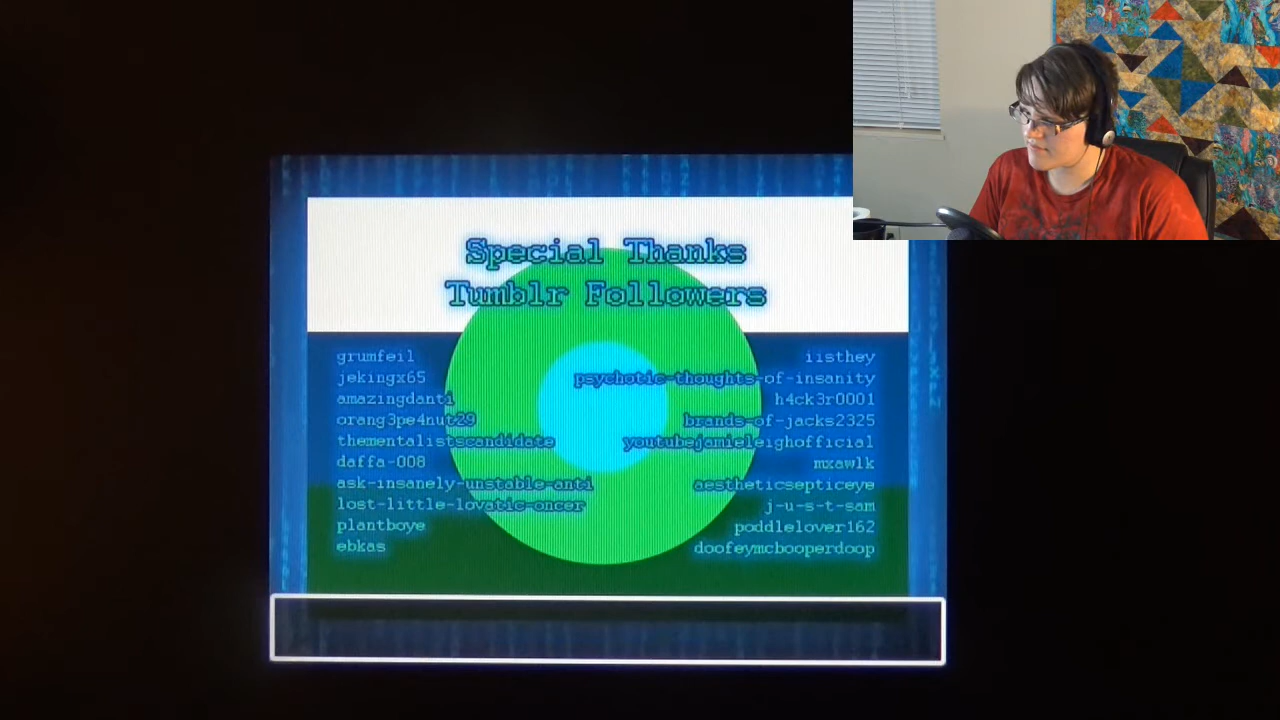 Special Thanks
Tumblr Followers
grumfeil
iisthey
jekingx65
psychotic-thoughts-of-insanity
amazingdanti
h4ck3r0001
orang3pe4nut29
brands-of-jacks2325
thementalistscandidate
youtubejamieleighofficial
daffa-008
mxawlk
ask-insanely-unstable-anti
aestheticsepticeye
lost-little-lovatic-oncer
j-u-s-t-sam
plantboye
poddlelover162
ebkas
doofeymcbooperdoop